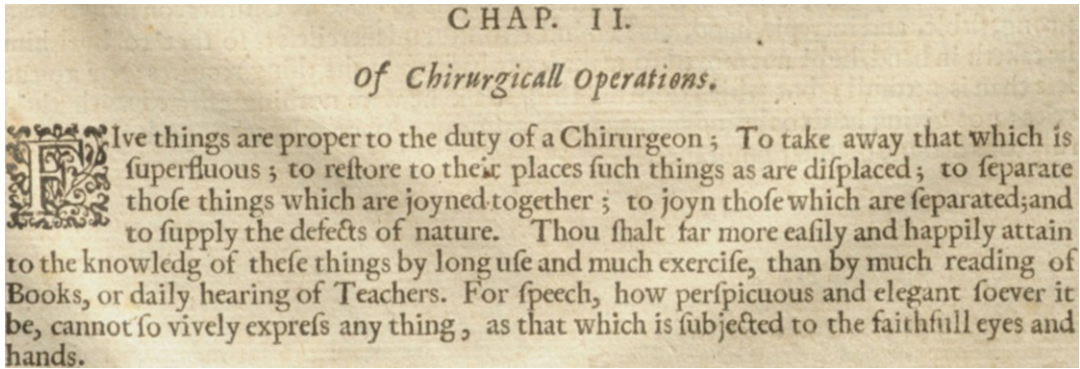 CHAP. II.
Of Chirurgicall Operations.
FIve things are proper to the duty of a Chirurgeon; To take away that which is
ſuperfluous; to reſtore to their places ſuch things as are diſplaced; to ſeparate
thoſe things which are joyned together; to joyn thoſe which are ſeparated; and
to ſupply the defects of nature. Thou ſhalt far more eaſily and happily attain
to the knowledg of theſe things by long uſe and much exerciſe, than by much reading of
Books, or daily hearing of Teachers. For ſpeech, how perſpicuous and elegant ſoever it
be, cannot ſo vively expreſs any thing, as that which is ſubjected to the faithfull eyes and
hands.